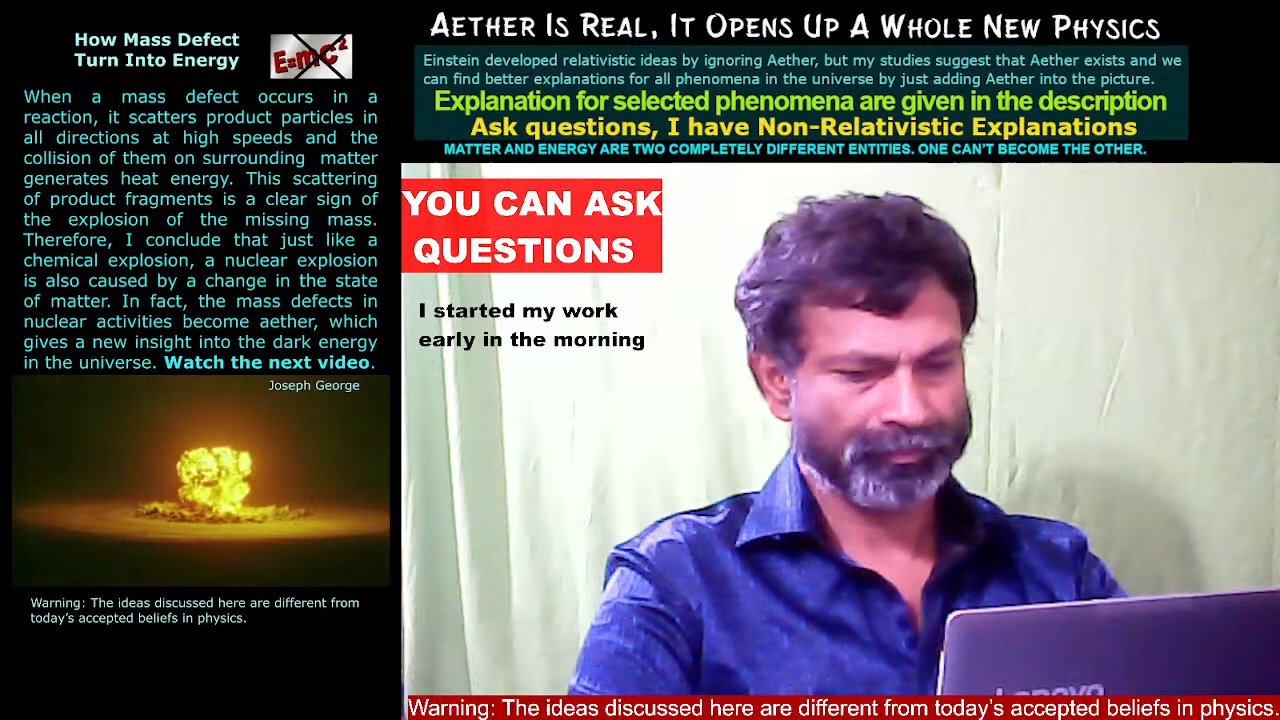 How Mass Defect
Turn Into Energy
E=mc²
When a mass defect occurs in a
reaction, it scatters product particles in
all directions at high speeds and the
collision of them on surrounding matter
generates heat energy. This scattering
of product fragments is a clear sign of
the explosion of the missing mass.
Therefore, I conclude that just like a
chemical explosion, a nuclear explosion
is also caused by a change in the state
of matter. In fact, the mass defects in
nuclear activities become aether, which
gives a new insight into the dark energy
in the universe. Watch the next video.
Joseph George
Warning: The ideas discussed here are different from
today's accepted beliefs in physics.
Aether Is Real, It Opens Up A Whole New Physics
Einstein developed relativistic ideas by ignoring Aether, but my studies suggest that Aether exists and we
can find better explanations for all phenomena in the universe by just adding Aether into the picture.
Explanation for selected phenomena are given in the description
Ask questions, I have Non-Relativistic Explanations
MATTER AND ENERGY ARE TWO COMPLETELY DIFFERENT ENTITIES. ONE CAN'T BECOME THE OTHER.
YOU CAN ASK
QUESTIONS
I started my work
early in the morning
Lenovo
Warning: The ideas discussed here are different from today's accepted beliefs in physics.